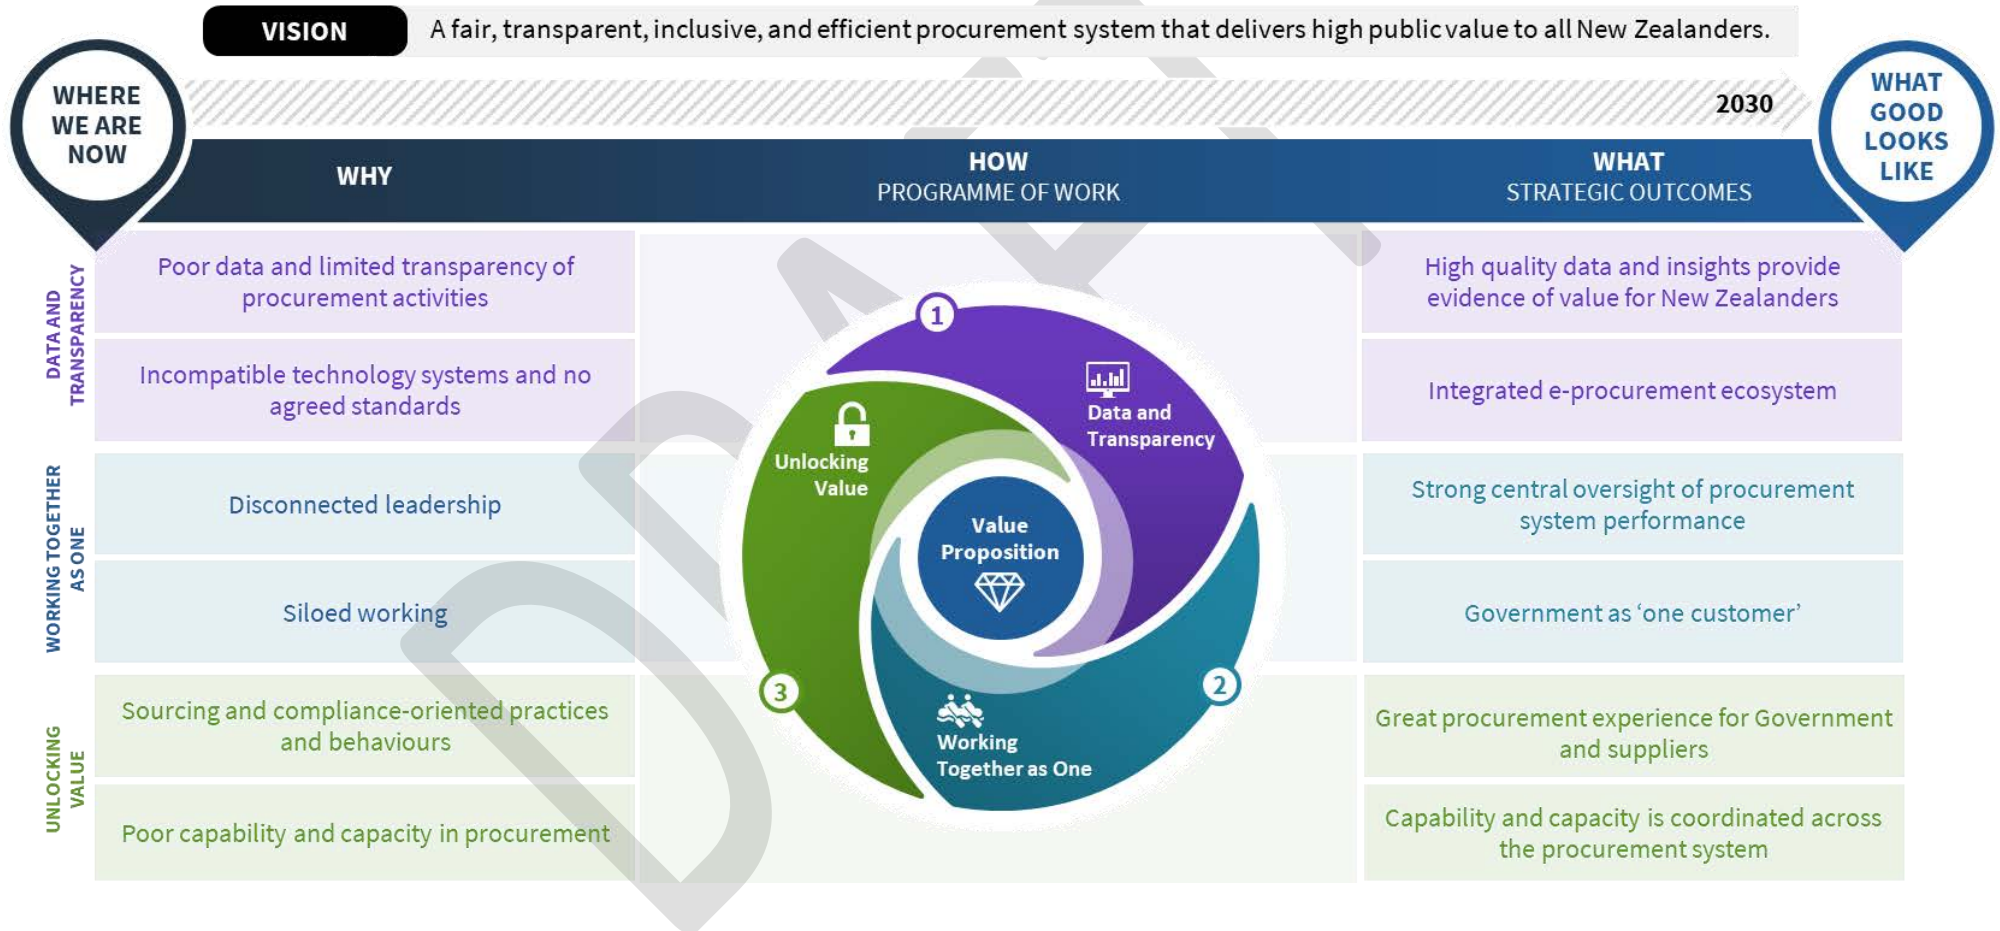 VISION
A fair, transparent, inclusive, and efficient procurement system that delivers high public value to all New Zealanders.
WHERE
WE ARE
NOW
2030
WHAT
GOOD
LOOKS
LIKE
WHY
HOW
PROGRAMME OF WORK
WHAT
STRATEGIC OUTCOMES
DATA AND
TRANSPARENCY
Poor data and limited transparency of
procurement activities
Incompatible technology systems and no
agreed standards
WORKING TOGETHER
AS ONE
Disconnected leadership
Siloed working
UNLOCKING
VALUE
Sourcing and compliance-oriented practices
and behaviours
Poor capability and capacity in procurement
1
Data and
Transparency
Unlocking
Value
Value
Proposition
2
3
Working
Together as One
High quality data and insights provide
evidence of value for New Zealanders
Integrated e-procurement ecosystem
Strong central oversight of procurement
system performance
Government as ‘one customer’
Great procurement experience for Government
and suppliers
Capability and capacity is coordinated across
the procurement system
DRAFT